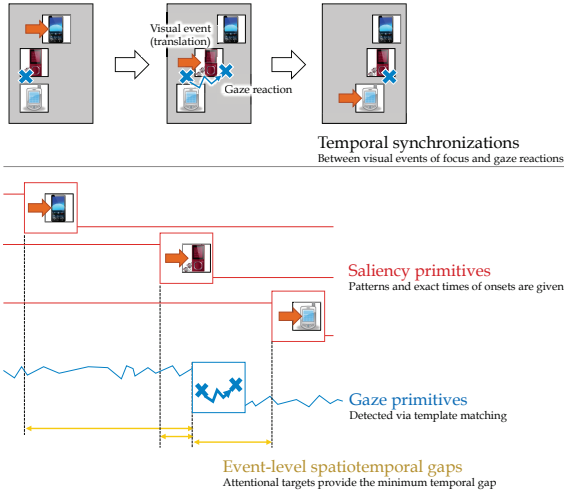 Visual event
(translation)
Gaze reaction
Temporal synchronizations
Between visual events of focus and gaze reactions
Saliency primitives
Patterns and exact times of onsets are given
Gaze primitives
Detected via template matching
Event-level spatiotemporal gaps
Attentional targets provide the minimum temporal gap